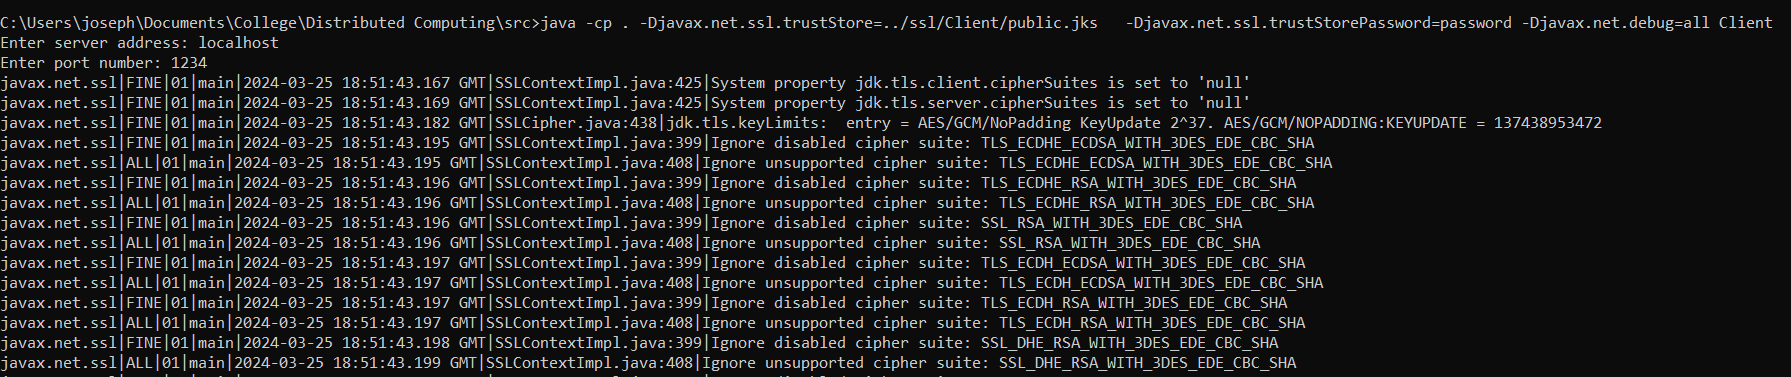 C:\Users\joseph\Documents\College\Distributed Computing\src>java -cp . -Djavax.net.ssl.trustStore=../ssl/Client/public.jks   -Djavax.net.ssl.trustStorePassword=password -Djavax.net.debug=all Client
Enter server address: localhost
Enter port number: 1234
javax.net.ssl|FINE|01|main|2024-03-25 18:51:43.167 GMT|SSLContextImpl.java:425|System property jdk.tls.client.cipherSuites is set to 'null'
javax.net.ssl|FINE|01|main|2024-03-25 18:51:43.169 GMT|SSLContextImpl.java:425|System property jdk.tls.server.cipherSuites is set to 'null'
javax.net.ssl|FINE|01|main|2024-03-25 18:51:43.182 GMT|SSLCipher.java:438|jdk.tls.keyLimits:  entry = AES/GCM/NoPadding KeyUpdate 2^37. AES/GCM/NOPADDING:KEYUPDATE = 137438953472
javax.net.ssl|FINE|01|main|2024-03-25 18:51:43.195 GMT|SSLContextImpl.java:399|Ignore disabled cipher suite: TLS_ECDHE_ECDSA_WITH_3DES_EDE_CBC_SHA
javax.net.ssl|ALL|01|main|2024-03-25 18:51:43.195 GMT|SSLContextImpl.java:408|Ignore unsupported cipher suite: TLS_ECDHE_ECDSA_WITH_3DES_EDE_CBC_SHA
javax.net.ssl|FINE|01|main|2024-03-25 18:51:43.196 GMT|SSLContextImpl.java:399|Ignore disabled cipher suite: TLS_ECDHE_RSA_WITH_3DES_EDE_CBC_SHA
javax.net.ssl|ALL|01|main|2024-03-25 18:51:43.196 GMT|SSLContextImpl.java:408|Ignore unsupported cipher suite: TLS_ECDHE_RSA_WITH_3DES_EDE_CBC_SHA
javax.net.ssl|FINE|01|main|2024-03-25 18:51:43.196 GMT|SSLContextImpl.java:399|Ignore disabled cipher suite: SSL_RSA_WITH_3DES_EDE_CBC_SHA
javax.net.ssl|ALL|01|main|2024-03-25 18:51:43.196 GMT|SSLContextImpl.java:408|Ignore unsupported cipher suite: SSL_RSA_WITH_3DES_EDE_CBC_SHA
javax.net.ssl|FINE|01|main|2024-03-25 18:51:43.197 GMT|SSLContextImpl.java:399|Ignore disabled cipher suite: TLS_ECDH_ECDSA_WITH_3DES_EDE_CBC_SHA
javax.net.ssl|ALL|01|main|2024-03-25 18:51:43.197 GMT|SSLContextImpl.java:408|Ignore unsupported cipher suite: TLS_ECDH_ECDSA_WITH_3DES_EDE_CBC_SHA
javax.net.ssl|FINE|01|main|2024-03-25 18:51:43.197 GMT|SSLContextImpl.java:399|Ignore disabled cipher suite: TLS_ECDH_RSA_WITH_3DES_EDE_CBC_SHA
javax.net.ssl|ALL|01|main|2024-03-25 18:51:43.197 GMT|SSLContextImpl.java:408|Ignore unsupported cipher suite: TLS_ECDH_RSA_WITH_3DES_EDE_CBC_SHA
javax.net.ssl|FINE|01|main|2024-03-25 18:51:43.198 GMT|SSLContextImpl.java:399|Ignore disabled cipher suite: SSL_DHE_RSA_WITH_3DES_EDE_CBC_SHA
javax.net.ssl|ALL|01|main|2024-03-25 18:51:43.199 GMT|SSLContextImpl.java:408|Ignore unsupported cipher suite: SSL_DHE_RSA_WITH_3DES_EDE_CBC_SHA